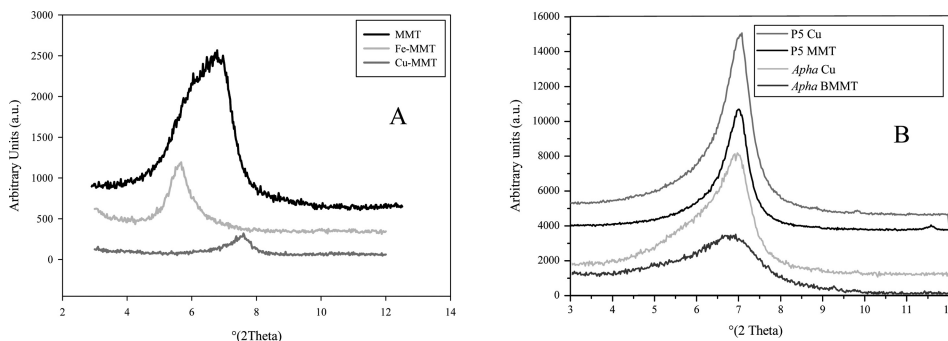 3000
2500
2000
1500
1000
500
0
Arbitrary Units (a.u.)
2 4 6 8 10 12 14
°(2Theta)
MMT
Fe-MMT
Cu-MMT
A
16000
14000
12000
10000
8000
6000
4000
2000
0
Arbitrary units (a.u.)
3 4 5 6 7 8 9 10 11 1
°(2 Theta)
P5 Cu
P5 MMT
Apha Cu
Apha BMMT
B